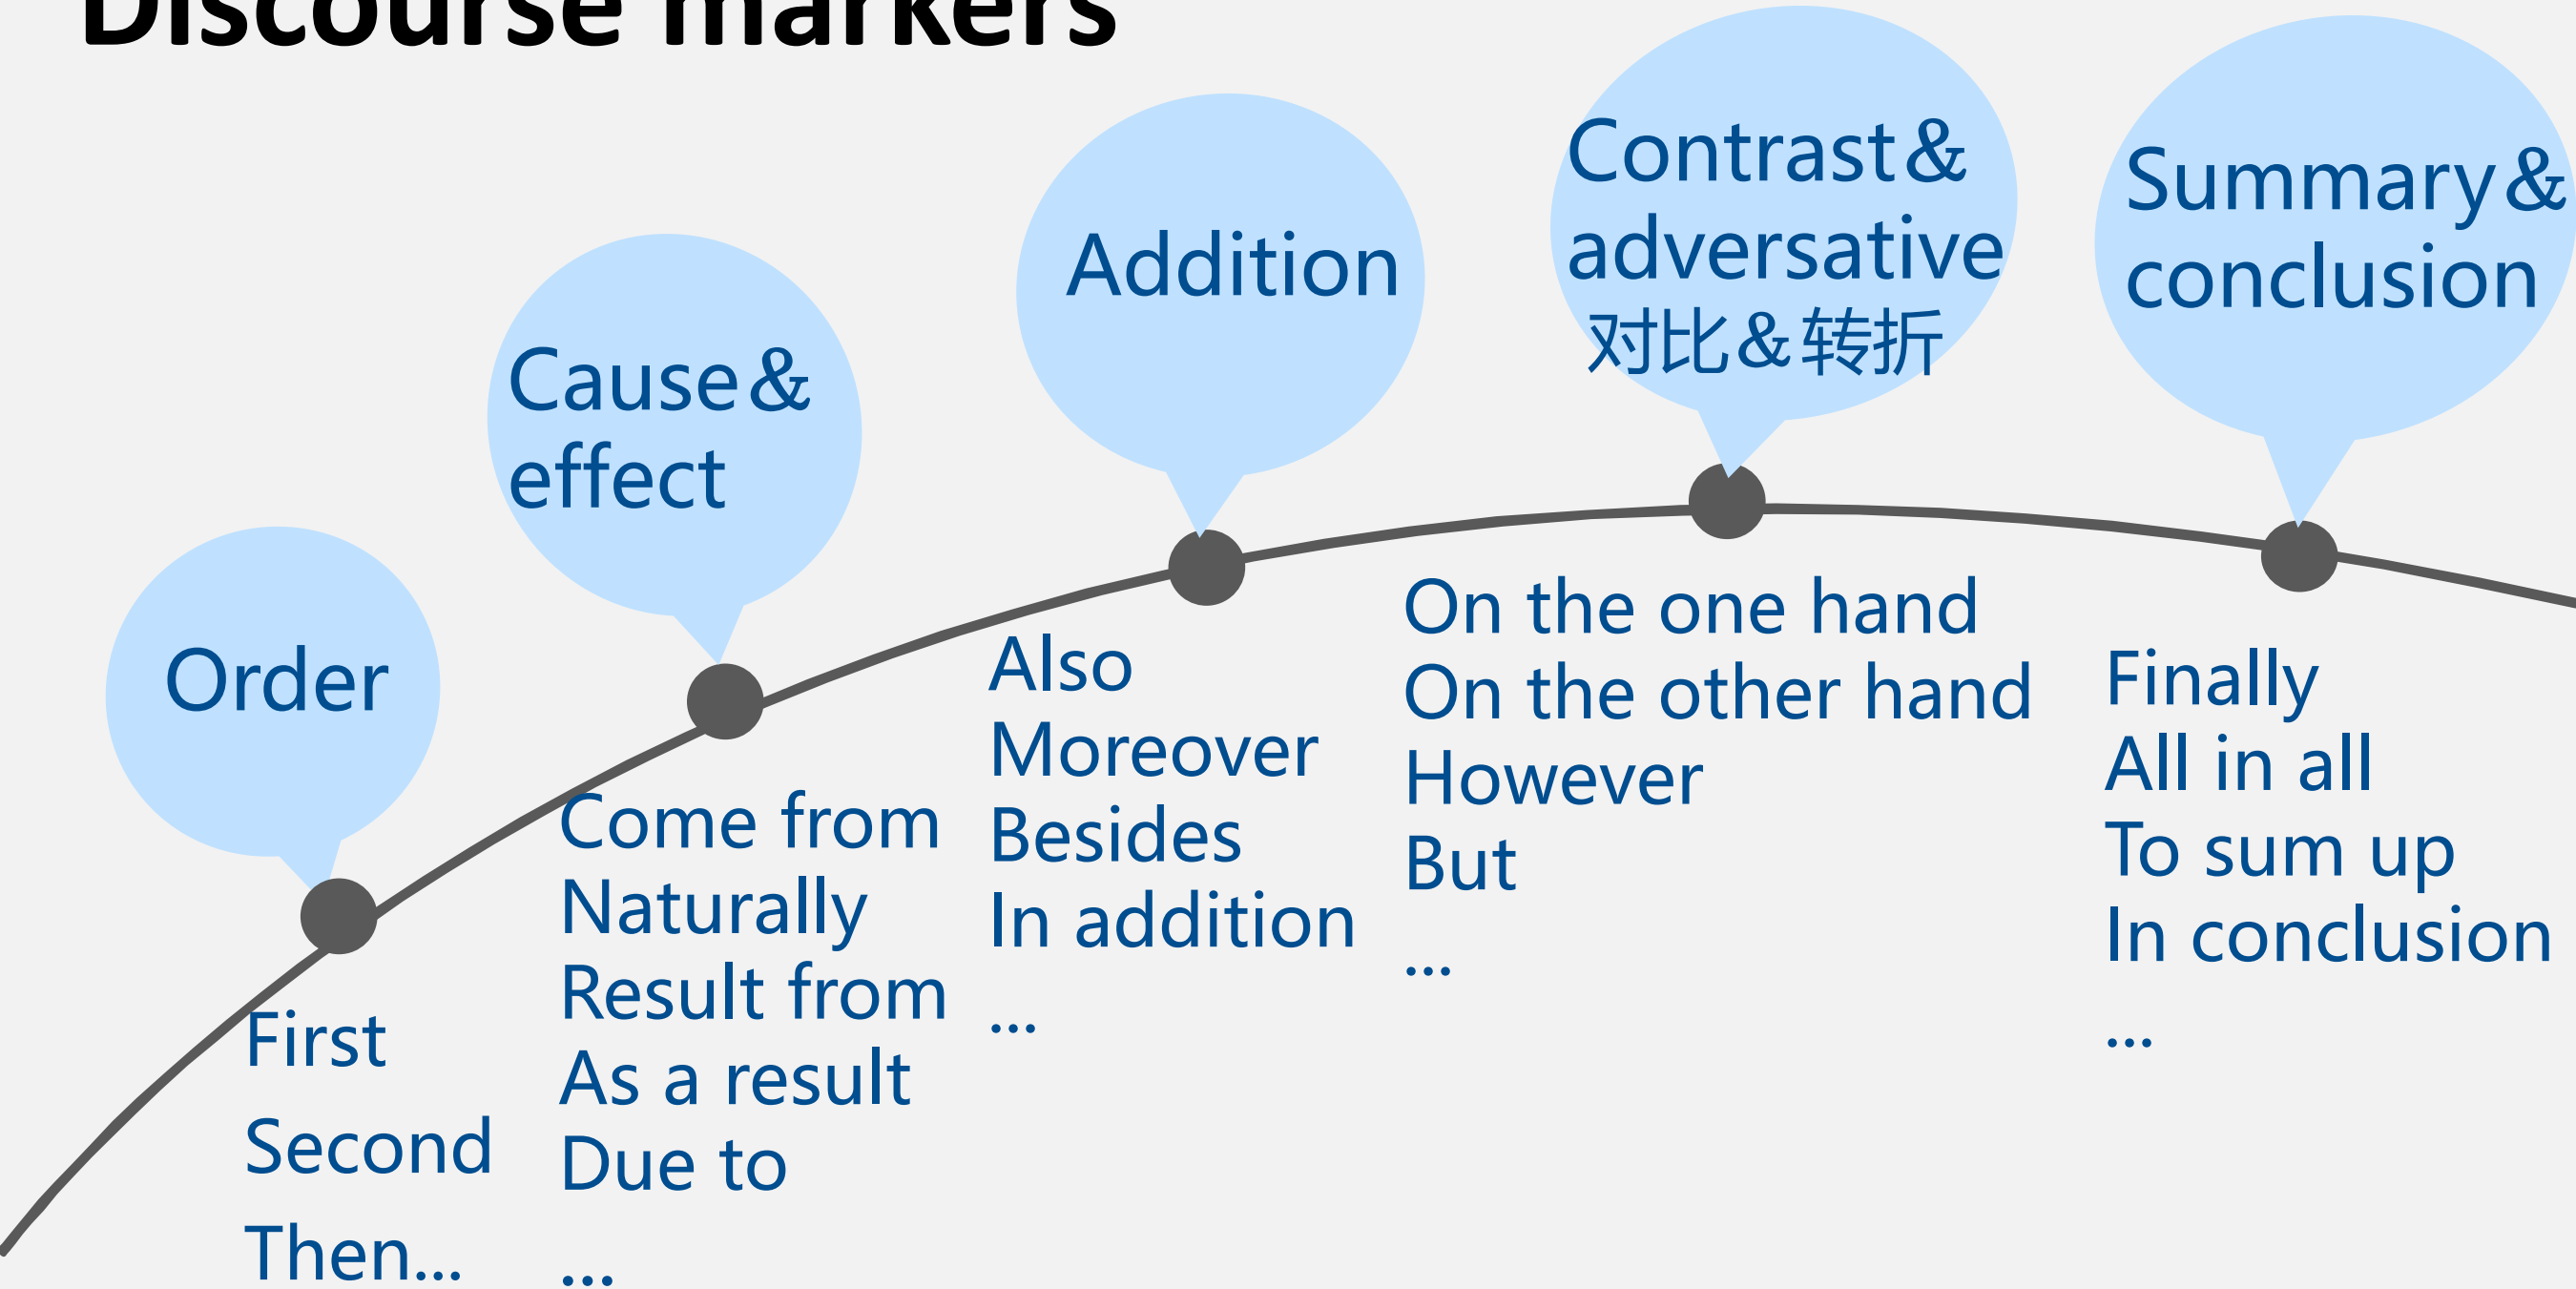 Discourse markers
Order
First
Second
Then...
Cause &
effect
Come from
Naturally
Result from
As a result
Due to
...
Addition
Also
Moreover
Besides
In addition
...
Contrast &
adversative
对比&转折
On the one hand
On the other hand
However
But
...
Summary &
conclusion
Finally
All in all
To sum up
In conclusion
...